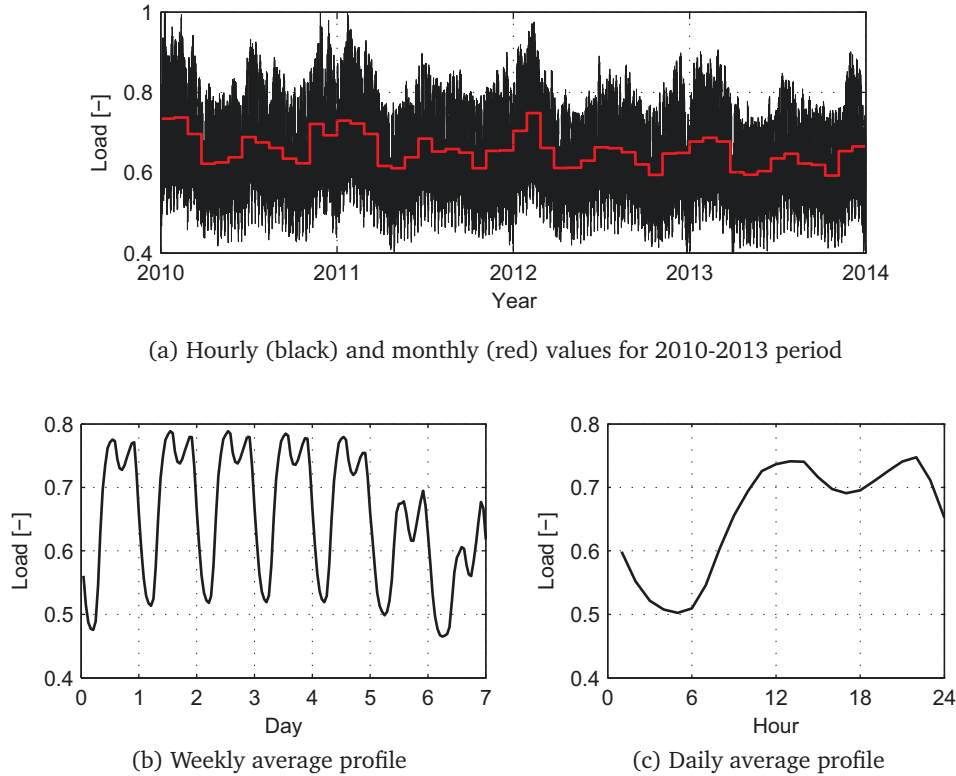 1
0.8
0.6
0.4
Load [−]
2010 2011 2012 2013 2014
Year
(a) Hourly (black) and monthly (red) values for 2010-2013 period
0.8
0.7
0.6
0.5
0.4
Load [−]
0 1 2 3 4 5 6 7
Day
(b) Weekly average profile
0.8
0.7
0.6
0.5
0.4
Load [−]
0 6 12 18 24
Hour
(c) Daily average profile